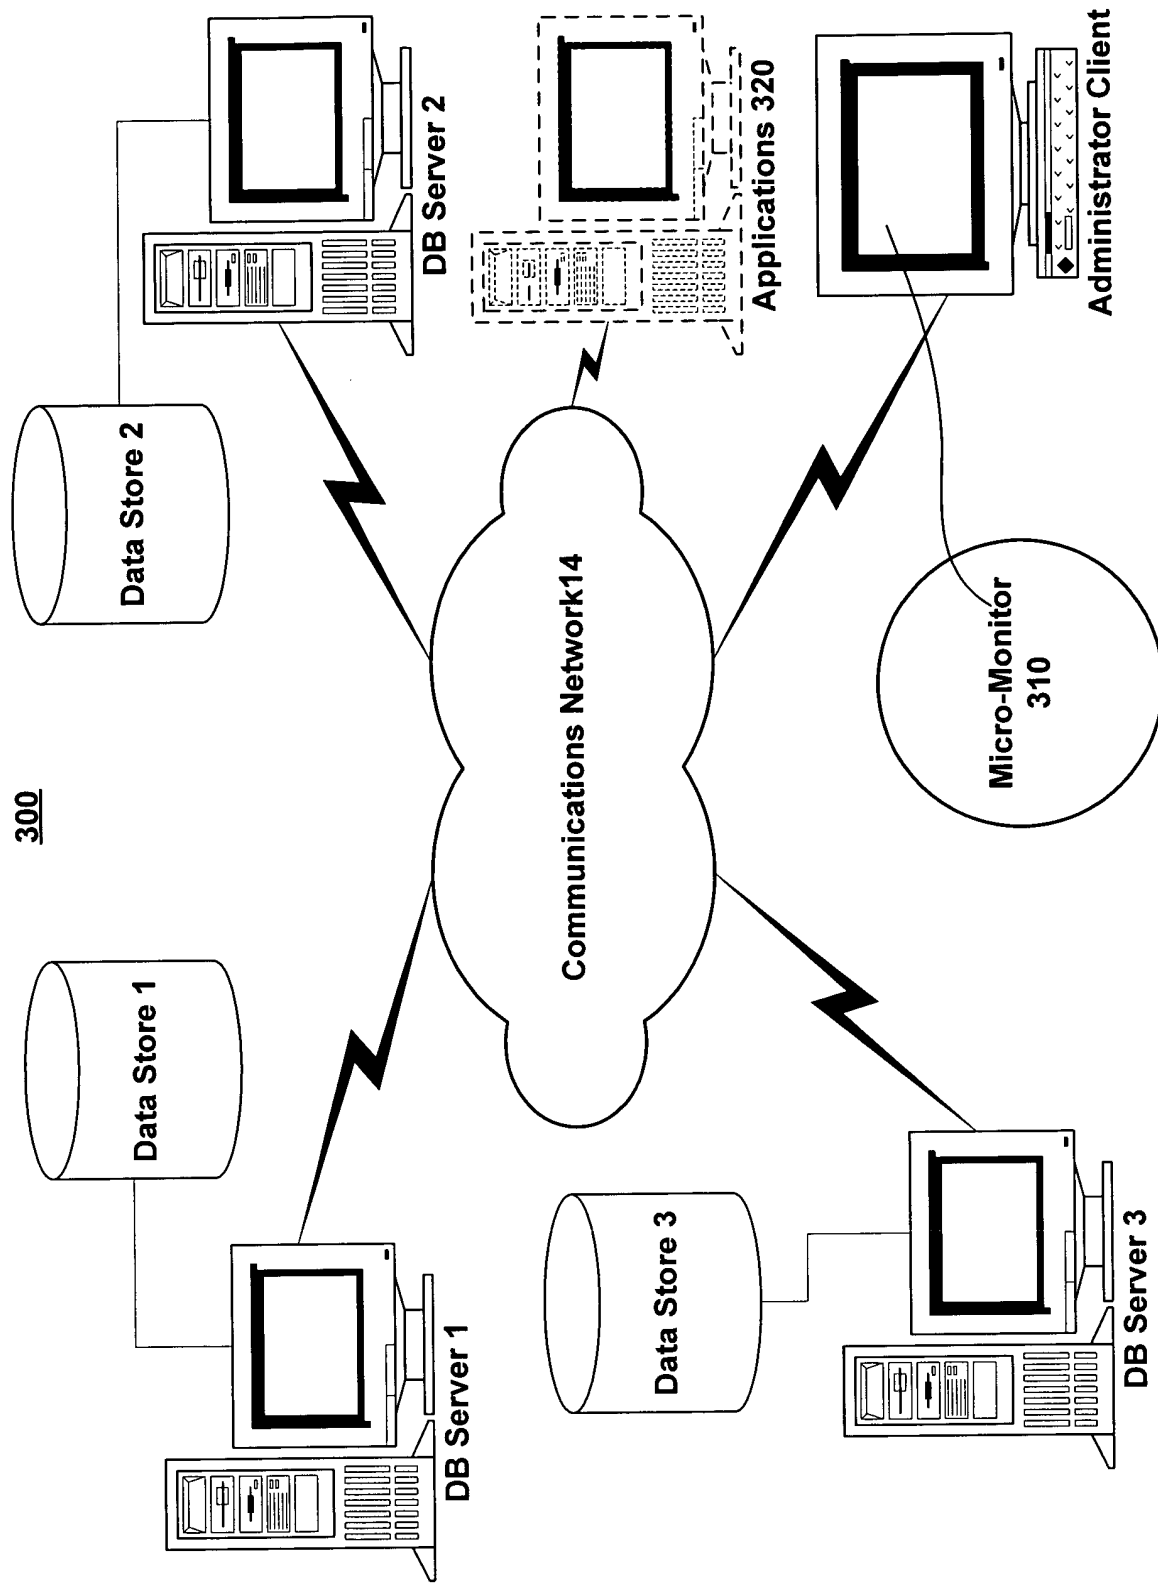 300
Data Store 1
Data Store 2
DB Server 1
DB Server 2
Communications Network14
Applications 320
Data Store 3
DB Server 3
Micro-Monitor
310
Administrator Client